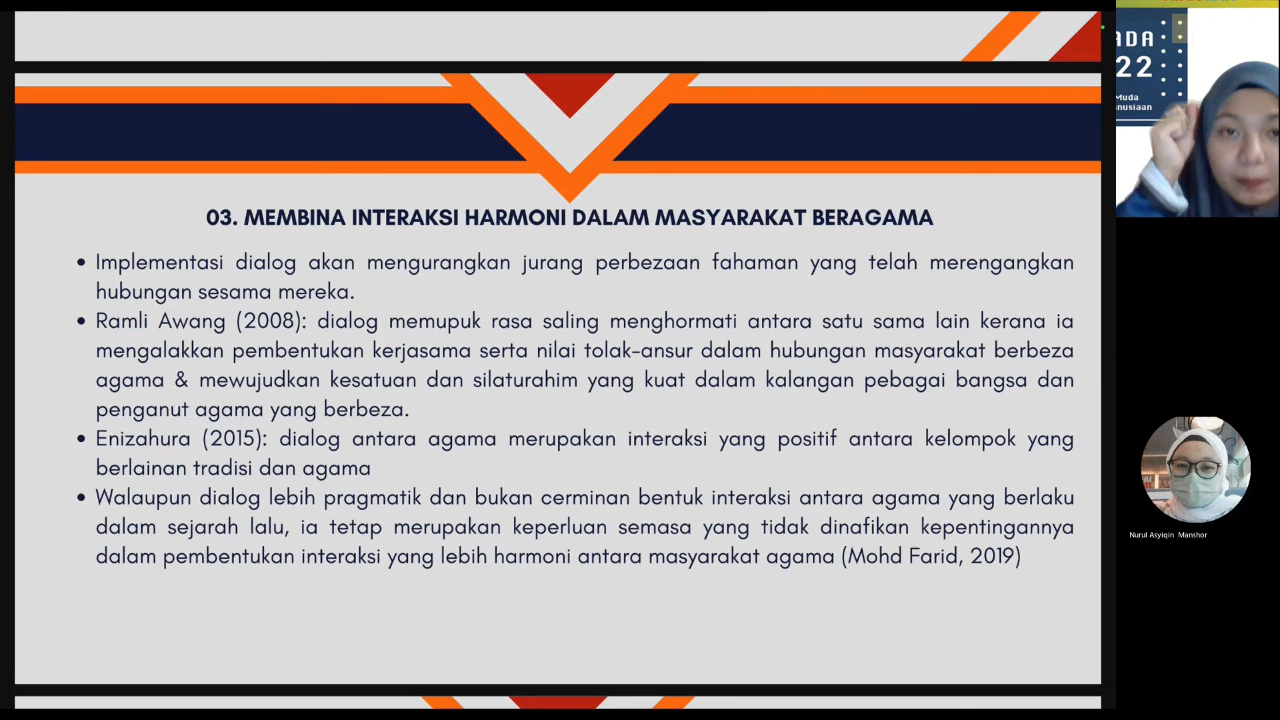 03. MEMBINA INTERAKSI HARMONI DALAM MASYARAKAT BERAGAMA
• Implementasi dialog akan mengurangkan jurang perbezaan fahaman yang telah merengangkan
hubungan sesama mereka.
• Ramli Awang (2008): dialog memupuk rasa saling menghormati antara satu sama lain kerana ia
mengalakkan pembentukan kerjasama serta nilai tolak-ansur dalam hubungan masyarakat berbeza
agama & mewujudkan kesatuan dan silaturahim yang kuat dalam kalangan pebagai bangsa dan
penganut agama yang berbeza.
• Enizahura (2015): dialog antara agama merupakan interaksi yang positif antara kelompok yang
berlainan tradisi dan agama
• Walaupun dialog lebih pragmatik dan bukan cerminan bentuk interaksi antara agama yang berlaku
dalam sejarah lalu, ia tetap merupakan keperluan semasa yang tidak dinafikan kepentingannya
dalam pembentukan interaksi yang lebih harmoni antara masyarakat agama (Mohd Farid, 2019)
ADA
22
Muda
nusiaan
Nurul Asyiqin Manshor